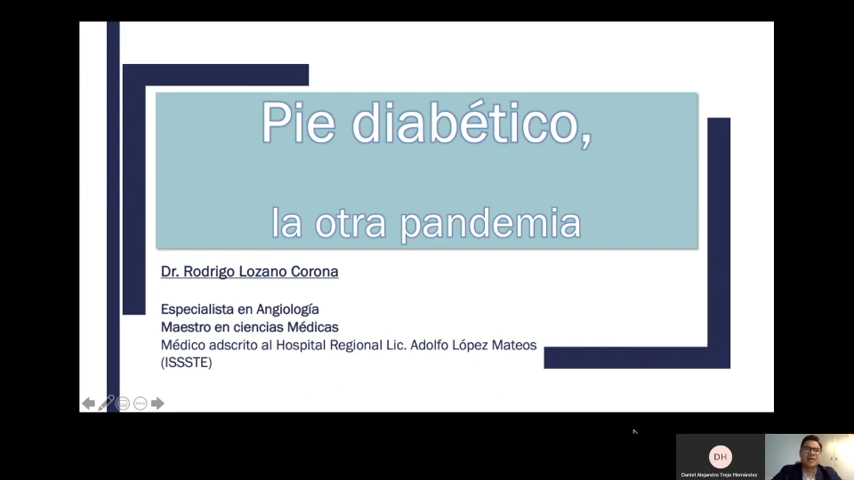 Pie diabético,
la otra pandemia
Dr. Rodrigo Lozano Corona
Especialista en Angiología
Maestro en ciencias Médicas
Médico adscrito al Hospital Regional Lic. Adolfo López Mateos
(ISSSTE)
DH
Daniel Alejandro Trejo Hernández